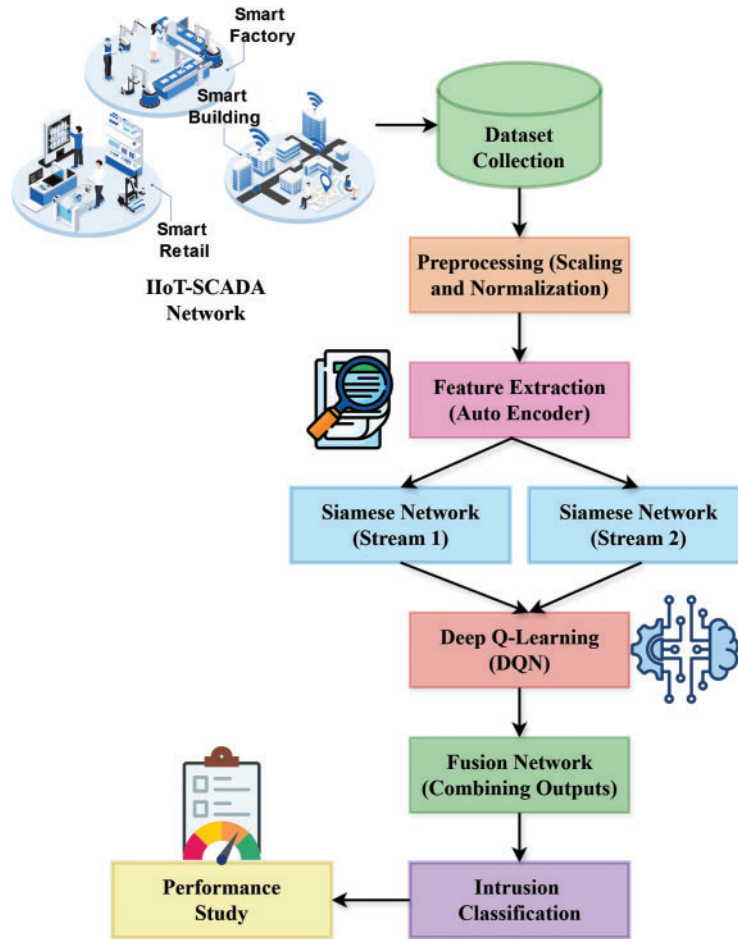 Smart
Factory
Smart
Building
Smart
Retail
IIoT-SCADA
Network
Dataset
Collection
Preprocessing (Scaling
and Normalization)
Feature Extraction
(Auto Encoder)
Siamese Network
(Stream 1)
Siamese Network
(Stream 2)
Deep Q-Learning
(DQN)
Fusion Network
(Combining Outputs)
Intrusion
Classification
Performance
Study